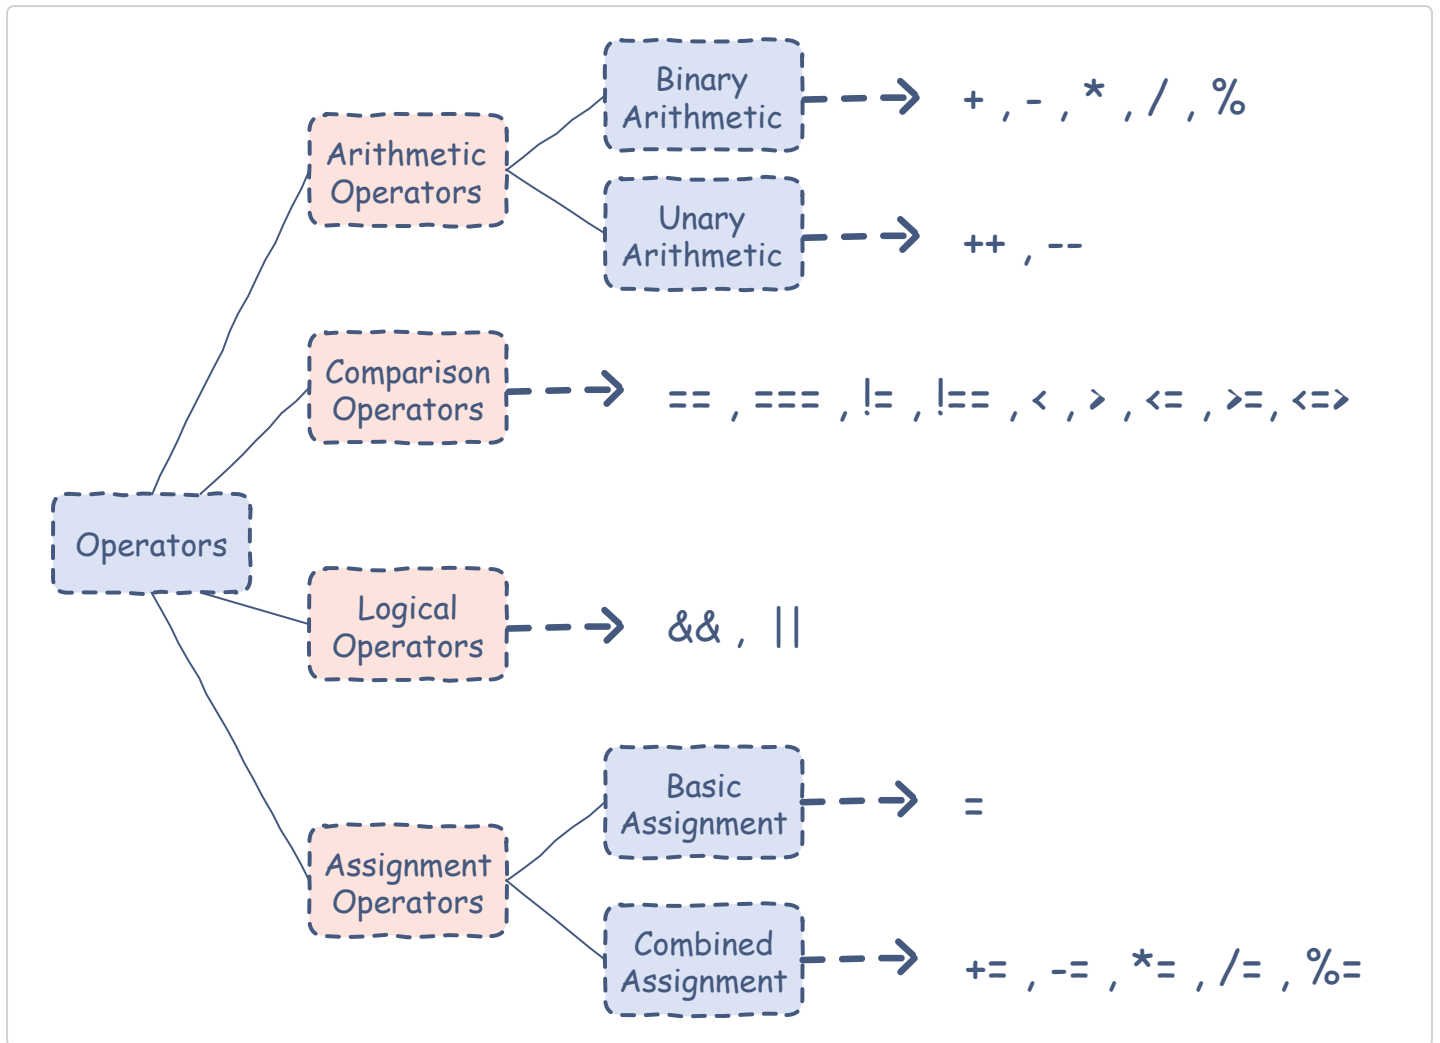 Binary
Arithmetic
+ , - , * , / , %
Arithmetic
Operators
Unary
Arithmetic
++ , --
Comparison
Operators
== , === , != , !== , < , > , <= , >= , <=>
Operators
Logical
Operators
&& , ||
Basic
Assignment
=
Assignment
Operators
Combined
Assignment
+= , -= , *= , /= , %=